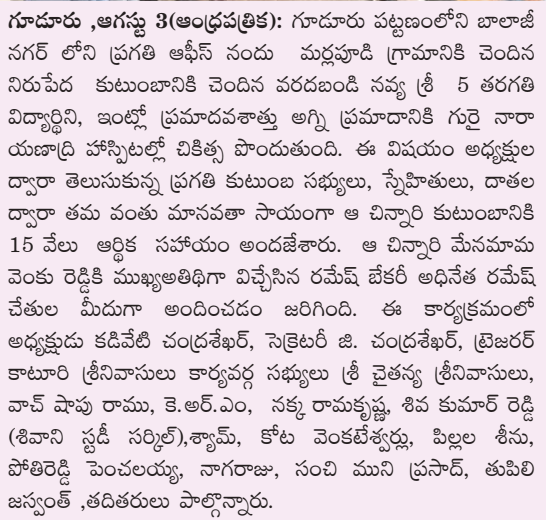 గూడూరు ,ఆగస్టు 3(ఆంధ్రపత్రిక): గూడూరు పట్టణంలోని బాలాజీ
నగర్ లోని ప్రగతి ఆఫీస్ నందు మర్లపూడి గ్రామానికి చెందిన
నిరుపేద కుటుంబానికి చెందిన వరదబండి నవ్య శ్రీ 5 తరగతి
విద్యార్థిని, ఇంట్లో ప్రమాదవశాత్తు అగ్ని ప్రమాదానికి గురై నారా
యణాద్రి హాస్పిటల్లో చికిత్స పొందుతుంది. ఈ విషయం అధ్యక్షుల
ద్వారా తెలుసుకున్న ప్రగతి కుటుంబ సభ్యులు, స్నేహితులు, దాతల
ద్వారా తమ వంతు మానవతా సాయంగా ఆ చిన్నారి కుటుంబానికి
15 వేలు ఆర్థిక సహాయం అందజేశారు. ఆ చిన్నారి మేనమామ
వెంకు రెడ్డికి ముఖ్యఅతిథిగా విచ్చేసిన రమేష్ బేకరీ అధినేత రమేష్
చేతుల మీదుగా అందించడం జరిగింది. ఈ కార్యక్రమంలో
అధ్యక్షుడు కడివేటి చంద్రశేఖర్, సెక్రెటరీ జి. చంద్రశేఖర్, ట్రెజరర్
కాటూరి శ్రీనివాసులు కార్యవర్గ సభ్యులు శ్రీ చైతన్య శ్రీనివాసులు,
వాచ్ షాపు రాము, కె.ఆర్.ఎం, నక్క రామకృష్ణ, శివ కుమార్ రెడ్డి
(శివాని స్టడీ సర్కిల్),శ్యామ్, కోట వెంకటేశ్వర్లు, పిల్లల శీను,
పోతిరెడ్డి పెంచలయ్య, నాగరాజు, సంచి ముని ప్రసాద్, తుపిలి
జస్వంత్ ,తదితరులు పాల్గొన్నారు.